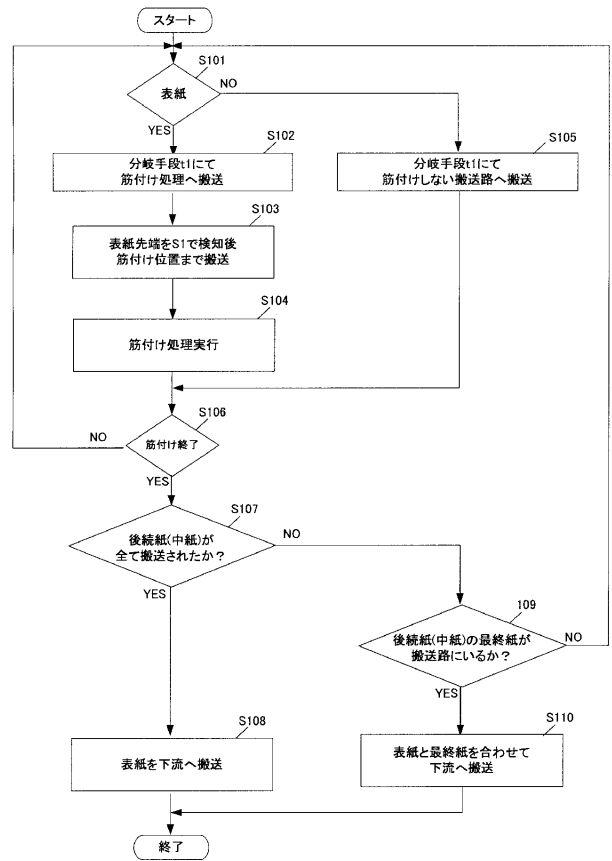 スタート
S101
表紙
NO
YES
S102
分岐手段t1にて
筋付け処理へ搬送
S105
分岐手段t1にて
筋付けしない搬送路へ搬送
S103
表紙先端をS1で検知後
筋付け位置まで搬送
S104
筋付け処理実行
S106
筋付け終了
NO
YES
S107
後続紙(中紙)が
全て搬送されたか?
NO
YES
109
後続紙(中紙)の最終紙が
搬送路にいるか?
NO
YES
S108
表紙を下流へ搬送
S110
表紙と最終紙を合わせて
下流へ搬送
終了